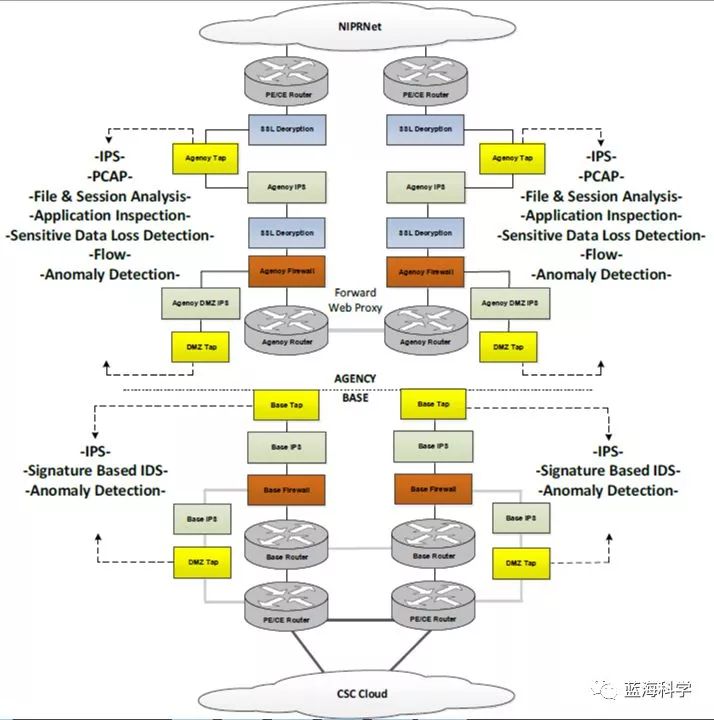 NIPRNet
PE/CE Router
PE/CE Router
SSL Decryption
SSL Decryption
Agency Tap
Agency Tap
-IPS-
-PCAP-
-File & Session Analysis-
-Application Inspection-
-Sensitive Data Loss Detection-
-Flow-
-Anomaly Detection-
-IPS-
-PCAP-
-File & Session Analysis-
-Application Inspection-
-Sensitive Data Loss Detection-
-Flow-
-Anomaly Detection-
Agency IPS
Agency IPS
SSL Decryption
SSL Decryption
Agency Firewall
Agency Firewall
Agency DMZ IPS
Forward
Web Proxy
Agency DMZ IPS
DMZ Tap
Agency Router
Agency Router
DMZ Tap
AGENCY
BASE
Base Tap
Base Tap
Base IPS
Base IPS
-IPS-
-Signature Based IDS-
-Anomaly Detection-
-IPS-
-Signature Based IDS-
-Anomaly Detection-
Base Firewall
Base Firewall
Base IPS
Base IPS
Base Router
Base Router
DMZ Tap
DMZ Tap
PE/CE Router
PE/CE Router
CSC Cloud
蓝海科学